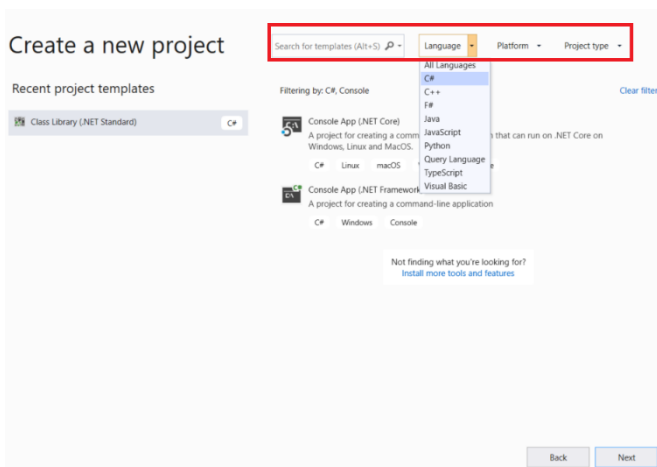 Create a new project
Search for templates (Alt+S)
Language
Platform
Project type
All Languages
C#
C++
F#
Java
JavaScript
Python
Query Language
TypeScript
Visual Basic
Recent project templates
Class Library (.NET Standard)
C#
Filtering by: C#, Console
Clear filter
Console App (.NET Core)
A project for creating a comm
that can run on .NET Core on
Windows, Linux and MacOS.
C# Linux macOS
Console App (.NET Framework
A project for creating a command-line application
C# Windows Console
Not finding what you're looking for?
Install more tools and features
Back
Next